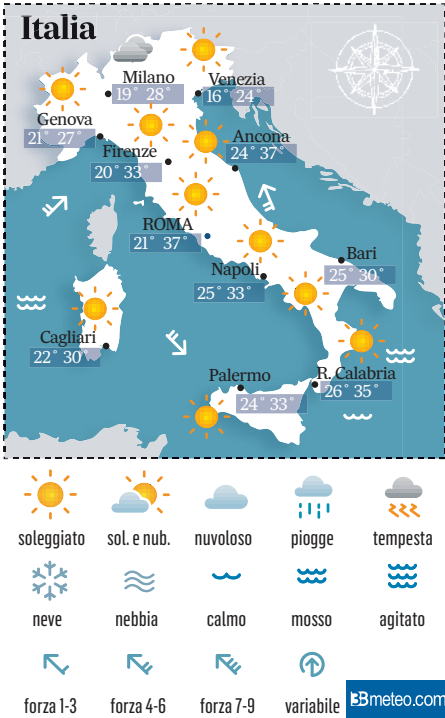 Italia
Milano
19° 28°
Venezia
16° 24°
Genova
21° 27°
Ancona
24° 37°
Firenze
20° 33°
ROMA
21° 37°
Bari
25° 30°
Napoli
25° 33°
Cagliari
22° 30°
Palermo
24° 33°
R. Calabria
26° 35°
soleggiato sol. e nub. nuvoloso piogge tempesta
neve nebbia calmo mosso agitato
forza 1-3 forza 4-6 forza 7-9 variabile
3Bmeteo.com